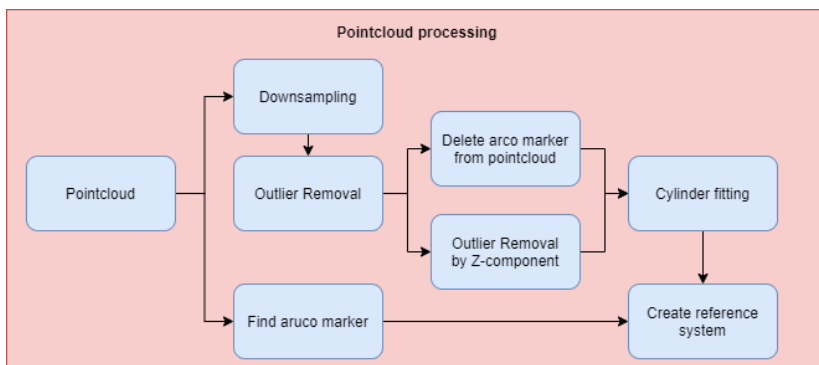 Pointcloud processing
Downsampling
Delete arco marker
from pointcloud
Pointcloud
Outlier Removal
Cylinder fitting
Outlier Removal
by Z-component
Find aruco marker
Create reference
system